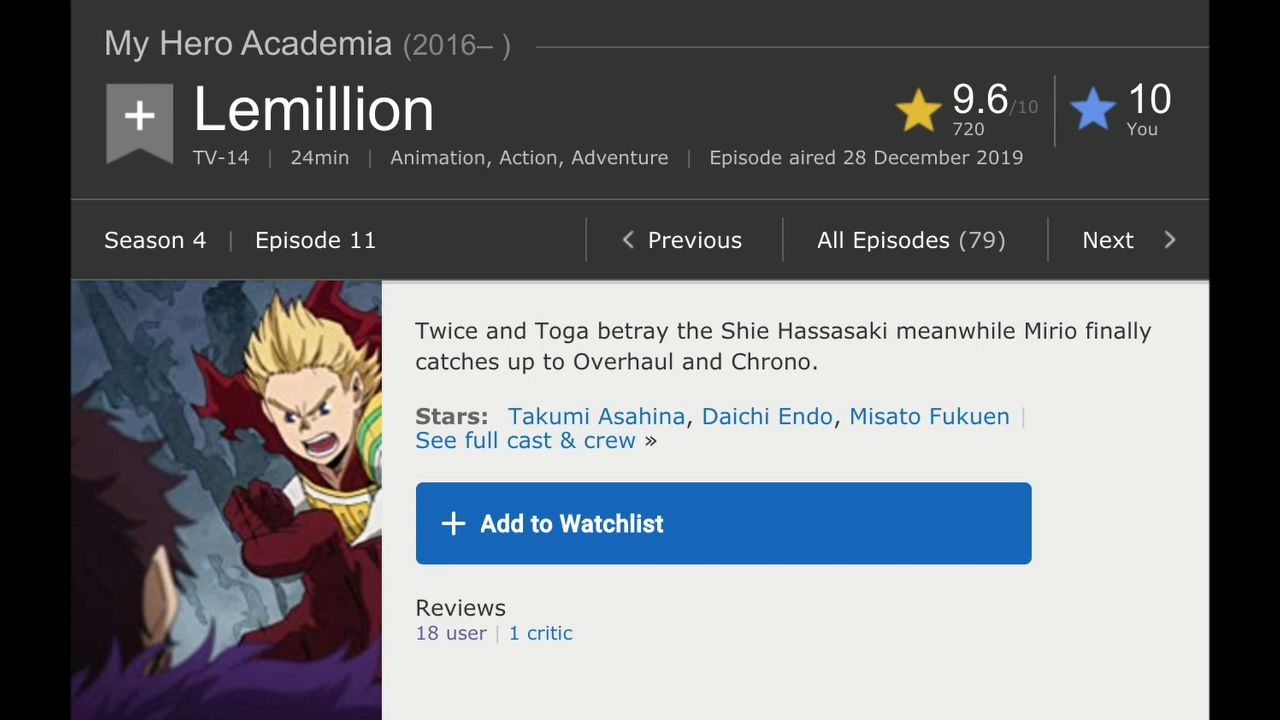 My Hero Academia (2016– )
+ Lemillion
9.6/10
720
10
You
TV-14 | 24min | Animation, Action, Adventure | Episode aired 28 December 2019
Season 4 | Episode 11
Previous
All Episodes (79)
Next
Twice and Toga betray the Shie Hassasaki meanwhile Mirio finally
catches up to Overhaul and Chrono.
Stars: Takumi Asahina, Daichi Endo, Misato Fukuen |
See full cast & crew »
+ Add to Watchlist
Reviews
18 user | 1 critic